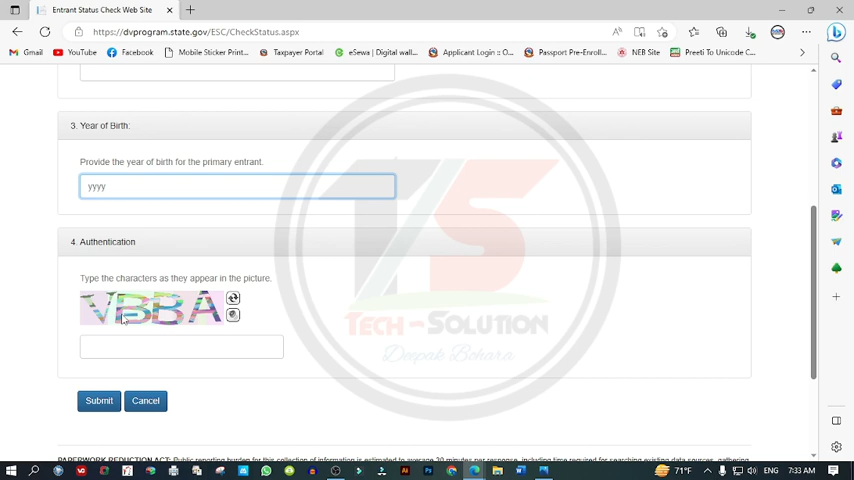 Entrant Status Check Web Site
https://dvprogram.state.gov/ESC/CheckStatus.aspx
Gmail YouTube Facebook Mobile Sticker Print... Taxpayer Portal eSewa | Digital wall... Applicant Login :: O... Passport Pre-Enroll... NEB Site Preeti To Unicode C...
3. Year of Birth:
Provide the year of birth for the primary entrant.
yyyy
4. Authentication
Type the characters as they appear in the picture.
VBBA
TS
TECH-SOLUTION
Deepak Bohara
Submit Cancel
PAPERWORK REDUCTION ACT: Public reporting burden for this collection of information is estimated to average 30 minutes per response, including time required for searching existing data sources, gathering
71°F ENG 7:33 AM